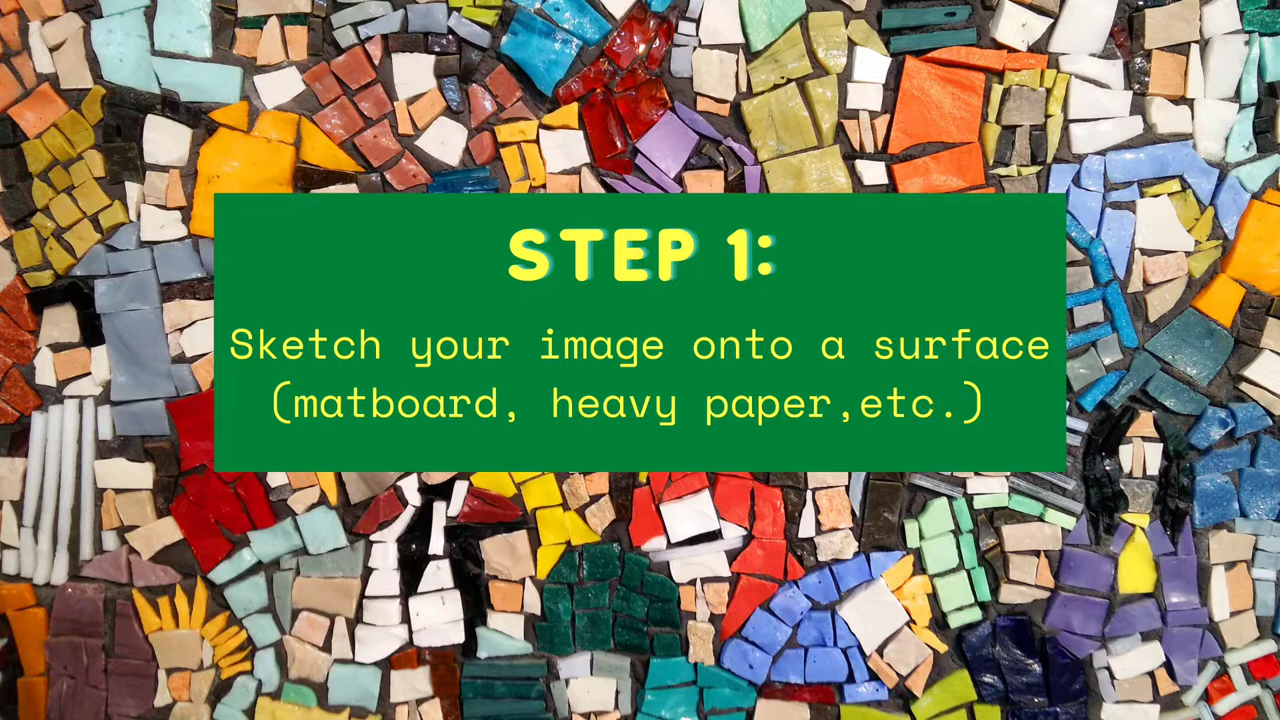 STEP 1:
Sketch your image onto a surface
(matboard, heavy paper,etc.)